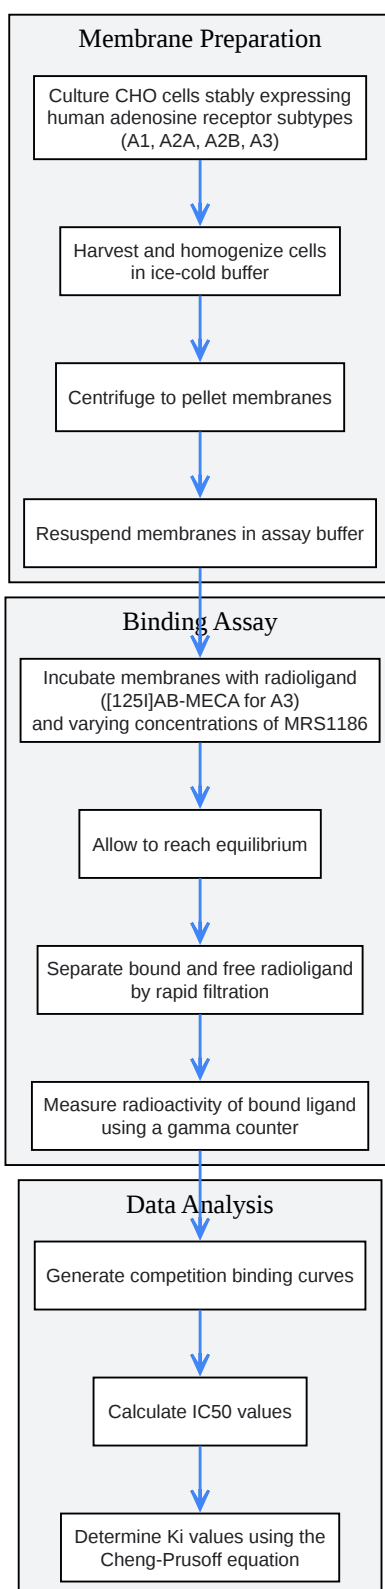 Membrane Preparation
Culture CHO cells stably expressing
human adenosine receptor subtypes
(A1, A2A, A2B, A3)
Harvest and homogenize cells
in ice-cold buffer
Centrifuge to pellet membranes
Resuspend membranes in assay buffer
Binding Assay
Incubate membranes with radioligand
([125I]AB-MECA for A3)
and varying concentrations of MRS1186
Allow to reach equilibrium
Separate bound and free radioligand
by rapid filtration
Measure radioactivity of bound ligand
using a gamma counter
Data Analysis
Generate competition binding curves
Calculate IC50 values
Determine Ki values using the
Cheng-Prusoff equation